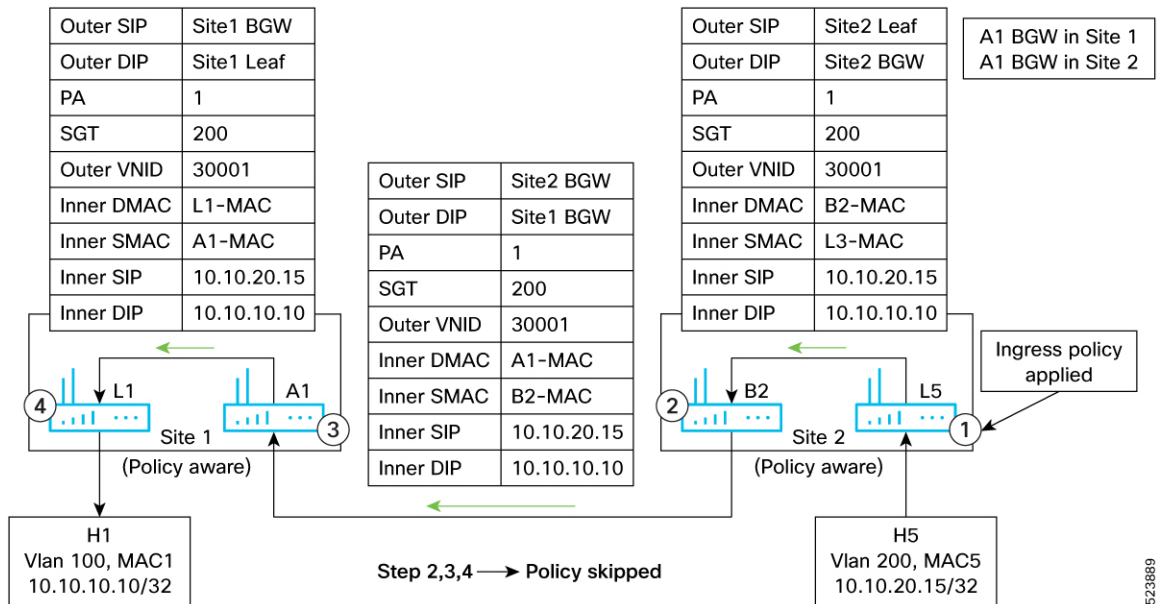 Outer SIP Site1 BGW
Outer DIP Site1 Leaf
PA 1
SGT 200
Outer VNID 30001
Inner DMAC L1-MAC
Inner SMAC A1-MAC
Inner SIP 10.10.20.15
Inner DIP 10.10.10.10
Outer SIP Site2 BGW
Outer DIP Site1 BGW
PA 1
SGT 200
Outer VNID 30001
Inner DMAC A1-MAC
Inner SMAC B2-MAC
Inner SIP 10.10.20.15
Inner DIP 10.10.10.10
Outer SIP Site2 Leaf
Outer DIP Site2 BGW
PA 1
SGT 200
Outer VNID 30001
Inner DMAC B2-MAC
Inner SMAC L3-MAC
Inner SIP 10.10.20.15
Inner DIP 10.10.10.10
A1 BGW in Site 1
A1 BGW in Site 2
Ingress policy
applied
4
L1
A1
3
Site 1
(Policy aware)
2
B2
L5
1
Site 2
(Policy aware)
H1
Vlan 100, MAC1
10.10.10.10/32
Step 2,3,4 → Policy skipped
H5
Vlan 200, MAC5
10.10.20.15/32
523889